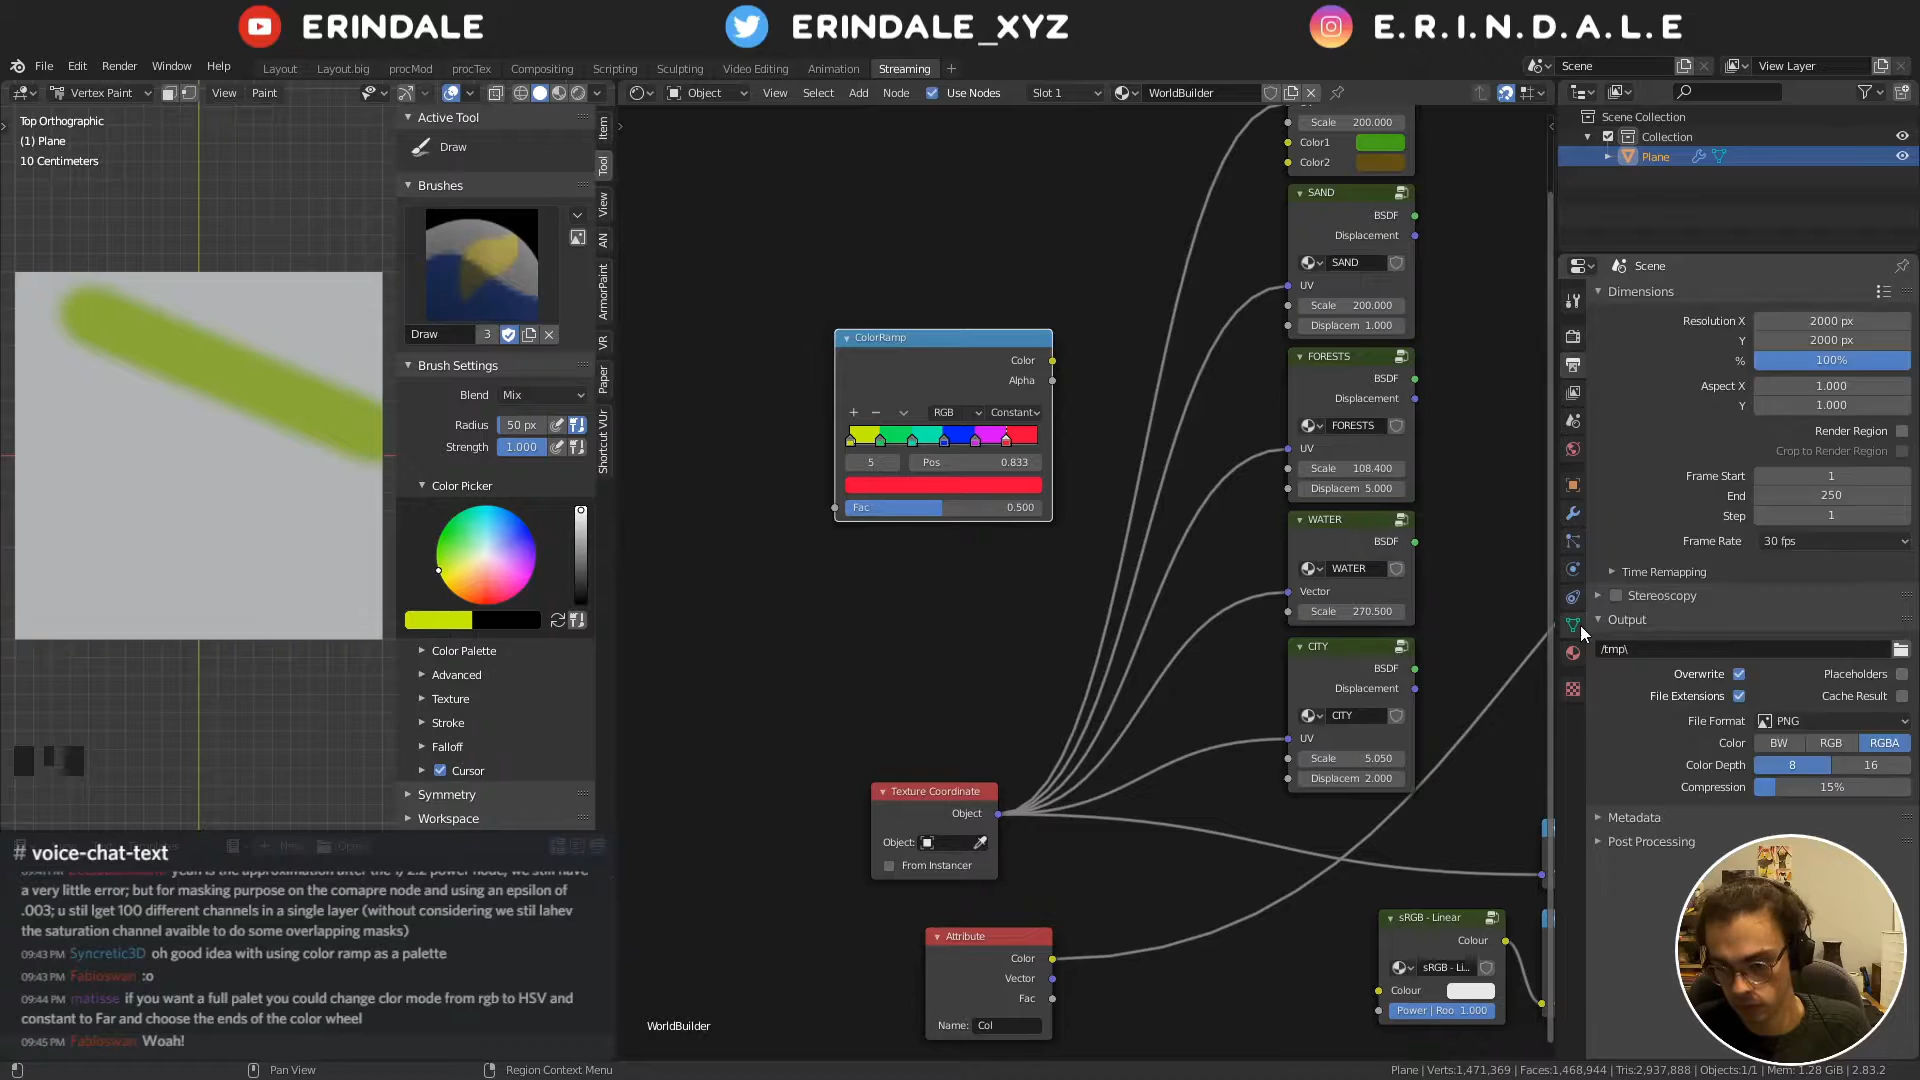 ERINDALE
ERINDALE_XYZ
E.R.I.N.D.A.L.E
File Edit Render Window Help
Layout Layout.big procMod procTex Compositing Scripting Sculpting Video Editing Animation Streaming +
Scene
View Layer
Vertex Paint View Paint
Object View Select Add Node Use Nodes Slot 1 WorldBuilder
Top Orthographic
(1) Plane
10 Centimeters
Active Tool
Draw
Brushes
Draw 3
Brush Settings
Blend Mix
Radius 50 px
Strength 1.000
Color Picker
Color Palette
Advanced
Texture
Stroke
Falloff
Cursor
Symmetry
Workspace
Item
Tool
View
AN
ArmorPaint
VR
Paper
Shortcut VUr
# voice-chat-text
a very little error; but for masking purpose on the comapre node and using an epsilon of
.003; u stil lget 100 different channels in a single layer (without considering we stil lahev
the saturation channel avaible to do some overlapping masks)
09:43 PM Syncretic3D oh good idea with using color ramp as a palette
09:43 PM Fabioswan :o
09:44 PM matisse if you want a full palet you could change clor mode from rgb to HSV and
constant to Far and choose the ends of the color wheel
09:45 PM Fabioswan Woah!
ColorRamp
Color
Alpha
+ − RGB Constant
5 Pos 0.833
Fac 0.500
Texture Coordinate
Object
Object:
From Instancer
Attribute
Color
Vector
Fac
Name: Col
WorldBuilder
Scale 200.000
Color1
Color2
SAND
BSDF
Displacement
SAND
UV
Scale 200.000
Displacem 1.000
FORESTS
BSDF
Displacement
FORESTS
UV
Scale 108.400
Displacem 5.000
WATER
BSDF
WATER
Vector
Scale 270.500
CITY
BSDF
Displacement
CITY
UV
Scale 5.050
Displacem 2.000
sRGB - Linear
Colour
sRGB - Li...
Colour
Power | Roo 1.000
Scene Collection
Collection
Plane
Scene
Dimensions
Resolution X 2000 px
Y 2000 px
% 100%
Aspect X 1.000
Y 1.000
Render Region
Crop to Render Region
Frame Start 1
End 250
Step 1
Frame Rate 30 fps
Time Remapping
Stereoscopy
Output
/tmp\
Overwrite Placeholders
File Extensions Cache Result
File Format PNG
Color BW RGB RGBA
Color Depth 8 16
Compression 15%
Metadata
Post Processing
Pan View
Region Context Menu
Plane | Verts:1,471,369 | Faces:1,468,944 | Tris:2,937,888 | Objects:1/1 | Mem: 1.28 GiB | 2.83.2